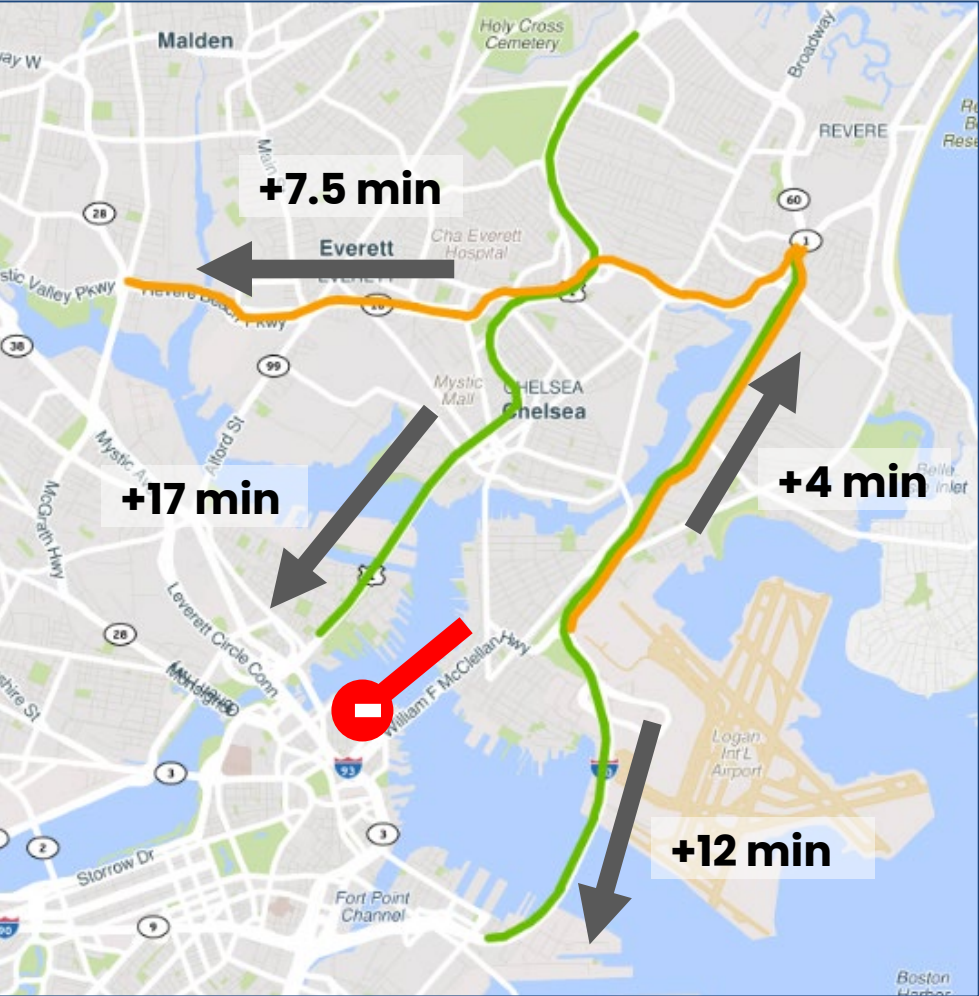 Holy Cross
Cemetery
Malden
Broadway
REVERE
+7.5 min
28
60
1
Cha Everett
Hospital
Everett
stic Valley Pkwy
Revere Beach Pkwy
16
38
99
Mystic
Mall
CHELSEA
Chelsea
Alford St
McGrath Hwy
+17 min
+4 min
Belle
Inlet
1
28
Leverett Circle Conn
William F McClellan Hwy
Logan
Int'L
Airport
93
3
3
2
Storrow Dr
+12 min
Fort Point
Channel
9
90
Boston
Harbor